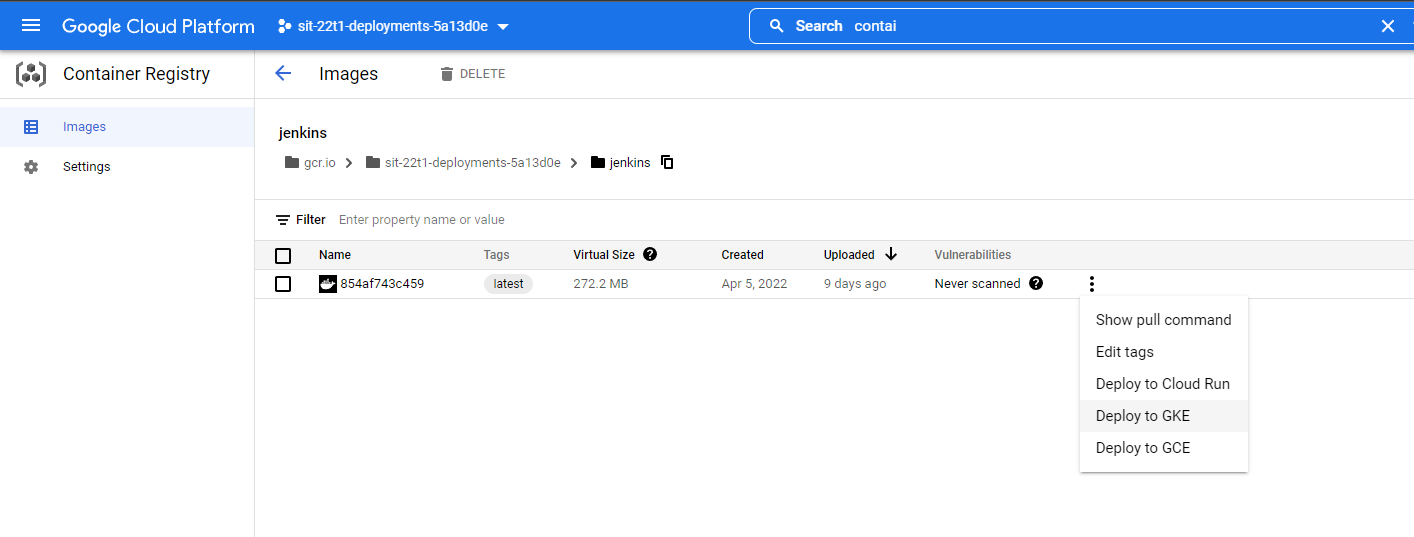 Google Cloud Platform sit-22t1-deployments-5a13d0e Search contai
Container Registry Images DELETE
Images
Settings
jenkins
gcr.io sit-22t1-deployments-5a13d0e jenkins
Filter Enter property name or value
Name Tags Virtual Size Created Uploaded Vulnerabilities
854af743c459 latest 272.2 MB Apr 5, 2022 9 days ago Never scanned
Show pull command
Edit tags
Deploy to Cloud Run
Deploy to GKE
Deploy to GCE